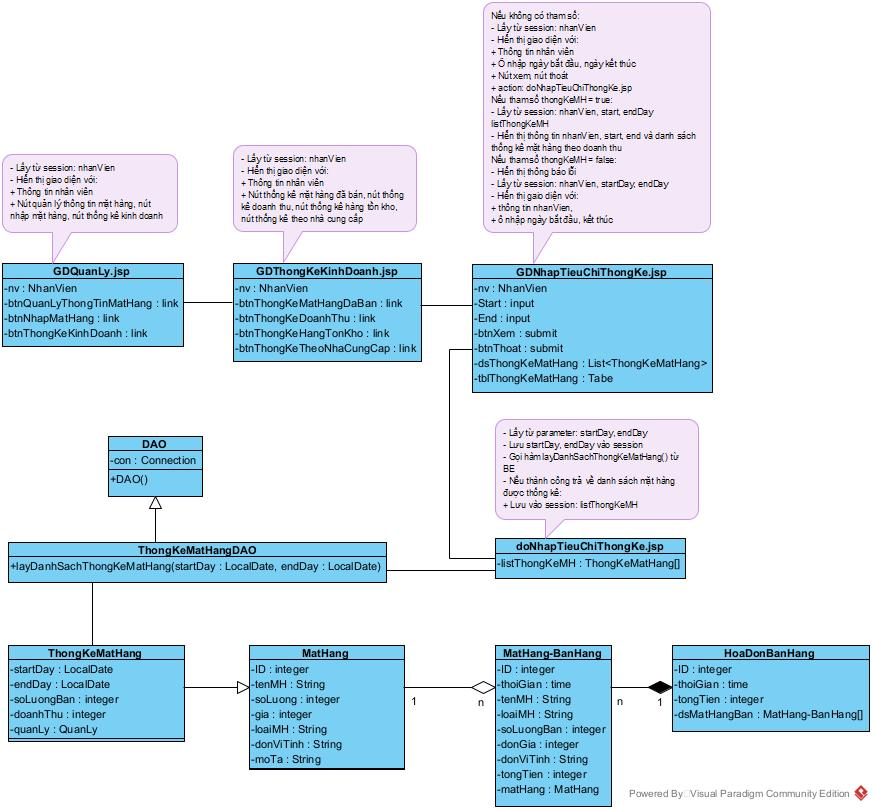 Nếu không có tham số:
- Lấy từ session: nhanVien
- Hển thị giao diện với:
+ Thông tin nhân viên
+ Ô nhập ngày bắt đầu, ngày kết thúc
+ Nút xem, nút thoát
+ action: doNhapTieuChiThongKe.jsp
Nếu tham số thongKeMH = true:
- Lấy từ session: nhanVien, start, endDay
listThongKeMH
- Hển thị thông tin nhanVien, start, end và danh sách
thống kê mặt hàng theo doanh thu
Nếu tham số thongKeMH = false:
- Hển thị thông báo lỗi
- Lấy từ session: nhanVien, startDay, endDay
- Hển thị giao diện với:
+ thông tin nhanVien,
+ ô nhập ngày bắt đầu, kết thúc
- Lấy từ session: nhanVien
- Hển thị giao diện với:
+ Thông tin nhân viên
+ Nút quản lý thông tin mặt hàng, nút
nhập mặt hàng, nút thống kê kinh doanh
- Lấy từ session: nhanVien
- Hển thị giao diện với:
+ Thông tin nhân viên
+ Nút thống kê mặt hàng đã bán, nút thống
kê doanh thu, nút thống kê hàng tồn kho,
nút thống kê theo nhà cung cấp
GDQuanLy.jsp
-nv : NhanVien
-btnQuanLyThongTinMatHang : link
-btnNhapMatHang : link
-btnThongKeKinhDoanh : link
GDThongKeKinhDoanh.jsp
-nv : NhanVien
-btnThongKeMatHangDaBan : link
-btnThongKeDoanhThu : link
-btnThongKeHangTonKho : link
-btnThongKeTheoNhaCungCap : link
GDNhapTieuChiThongKe.jsp
-nv : NhanVien
-Start : input
-End : input
-btnXem : submit
-btnThoat : submit
-dsThongKeMatHang : List<ThongKeMatHang>
-tblThongKeMatHang : Tabe
- Lấy từ parameter: startDay, endDay
- Lưu startDay, endDay vào session
- Gọi hàm layDanhSachThongKeMatHang() từ
BE
- Nếu thành công trả về danh sách mặt hàng
được thống kê:
+ Lưu vào session: listThongKeMH
DAO
-con : Connection
+DAO()
ThongKeMatHangDAO
+layDanhSachThongKeMatHang(startDay : LocalDate, endDay : LocalDate)
doNhapTieuChiThongKe.jsp
-listThongKeMH : ThongKeMatHang[]
ThongKeMatHang
-startDay : LocalDate
-endDay : LocalDate
-soLuongBan : integer
-doanhThu : integer
-quanLy : QuanLy
MatHang
-ID : integer
-tenMH : String
-soLuong : integer
-gia : integer
-loaiMH : String
-donViTinh : String
-moTa : String
1
n
MatHang-BanHang
-ID : integer
-thoiGian : time
-tenMH : String
-loaiMH : String
-soLuongBan : integer
-donGia : integer
-donViTinh : String
-tongTien : integer
-matHang : MatHang
n
1
HoaDonBanHang
-ID : integer
-thoiGian : time
-tongTien : integer
-dsMatHangBan : MatHang-BanHang[]
Powered By Visual Paradigm Community Edition